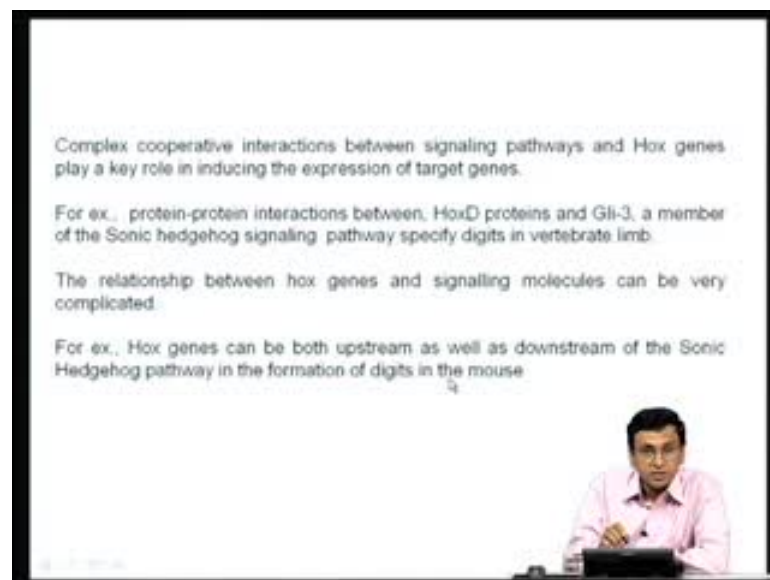 Complex cooperative interactions between signaling pathways and Hox genes
play a key role in inducing the expression of target genes.
For ex., protein-protein interactions between, HoxD proteins and Gli-3, a member
of the Sonic hedgehog signaling pathway specify digits in vertebrate limb.
The relationship between hox genes and signalling molecules can be very
complicated.
For ex., Hox genes can be both upstream as well as downstream of the Sonic
Hedgehog pathway in the formation of digits in the mouse